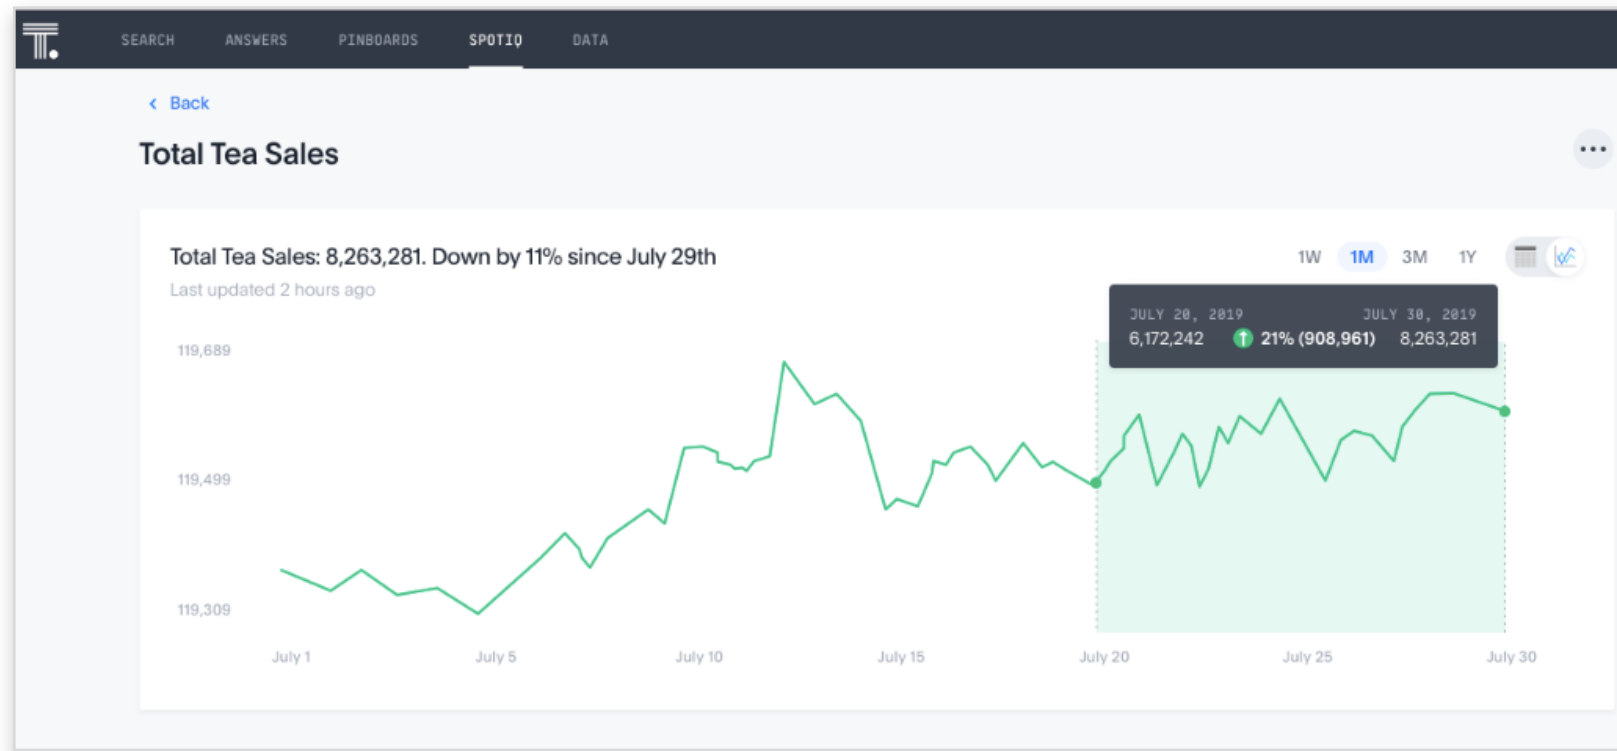 SEARCH ANSWERS PINBOARDS SPOTIQ DATA
Back
Total Tea Sales
Total Tea Sales: 8,263,281. Down by 11% since July 29th
1W 1M 3M 1Y
Last updated 2 hours ago
JULY 20, 2019 JULY 30, 2019
6,172,242 21% (908,961) 8,263,281
119,689
119,499
119,309
July 1 July 5 July 10 July 15 July 20 July 25 July 30